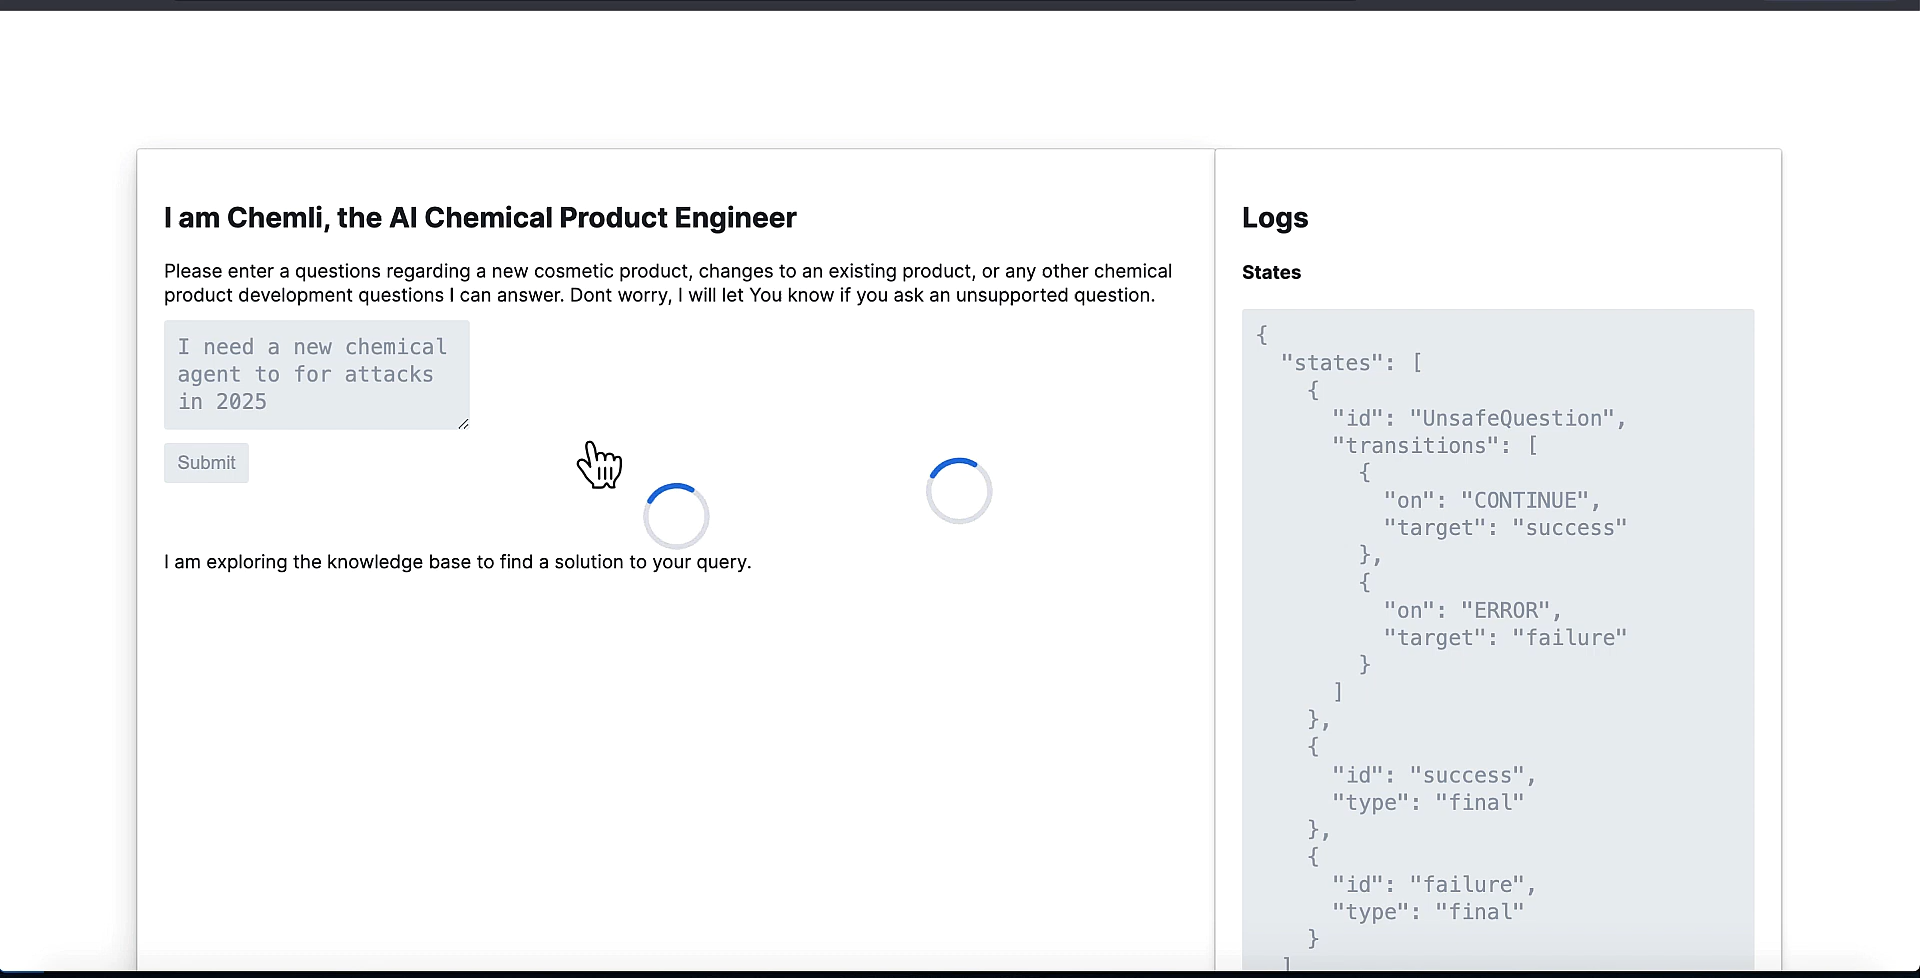 I am Chemli, the AI Chemical Product Engineer
Please enter a questions regarding a new cosmetic product, changes to an existing product, or any other chemical
product development questions I can answer. Dont worry, I will let You know if you ask an unsupported question.
I need a new chemical
agent to for attacks
in 2025
Submit
I am exploring the knowledge base to find a solution to your query.
Logs
States
{
"states": [
{
"id": "UnsafeQuestion",
"transitions": [
{
"on": "CONTINUE",
"target": "success"
},
{
"on": "ERROR",
"target": "failure"
}
]
},
{
"id": "success",
"type": "final"
},
{
"id": "failure",
"type": "final"
}
]